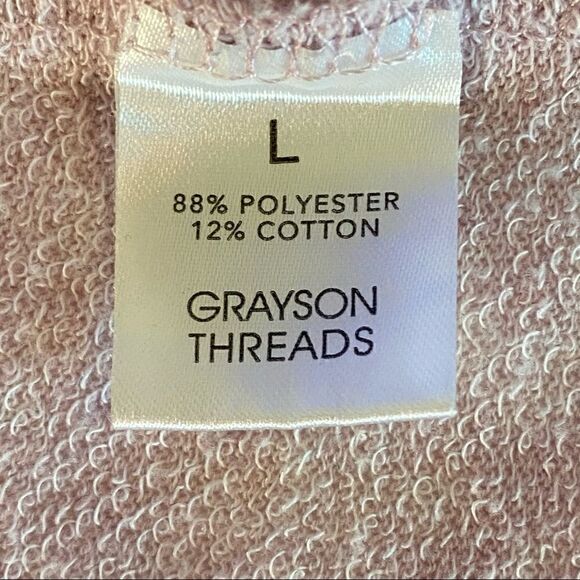 L
88% POLYESTER
12% COTTON
GRAYSON
THREADS